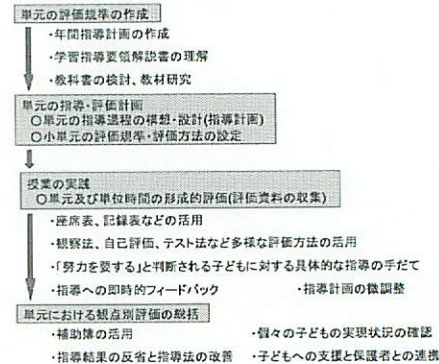 単元の評価規準の作成
・年間指導計画の作成
・学習指導要領解説書の理解
・教科書の検討、教材研究
単元の指導・評価計画
○単元の指導過程の構想・設計(指導計画)
○小単元の評価規準・評価方法の設定
授業の実践
○単元及び単位時間の形成的評価(評価資料の収集)
・座席表、記録表などの活用
・観察法、自己評価、テスト法など多様な評価方法の活用
・「努力を要する」と判断される子どもに対する具体的な指導の手だて
・指導への即時的フィードバック ・指導計画の微調整
単元における観点別評価の総括
・補助簿の活用 ・個々の子どもの実現状況の確認
・指導結果の反省と指導法の改善 ・子どもへの支援と保護者との連携